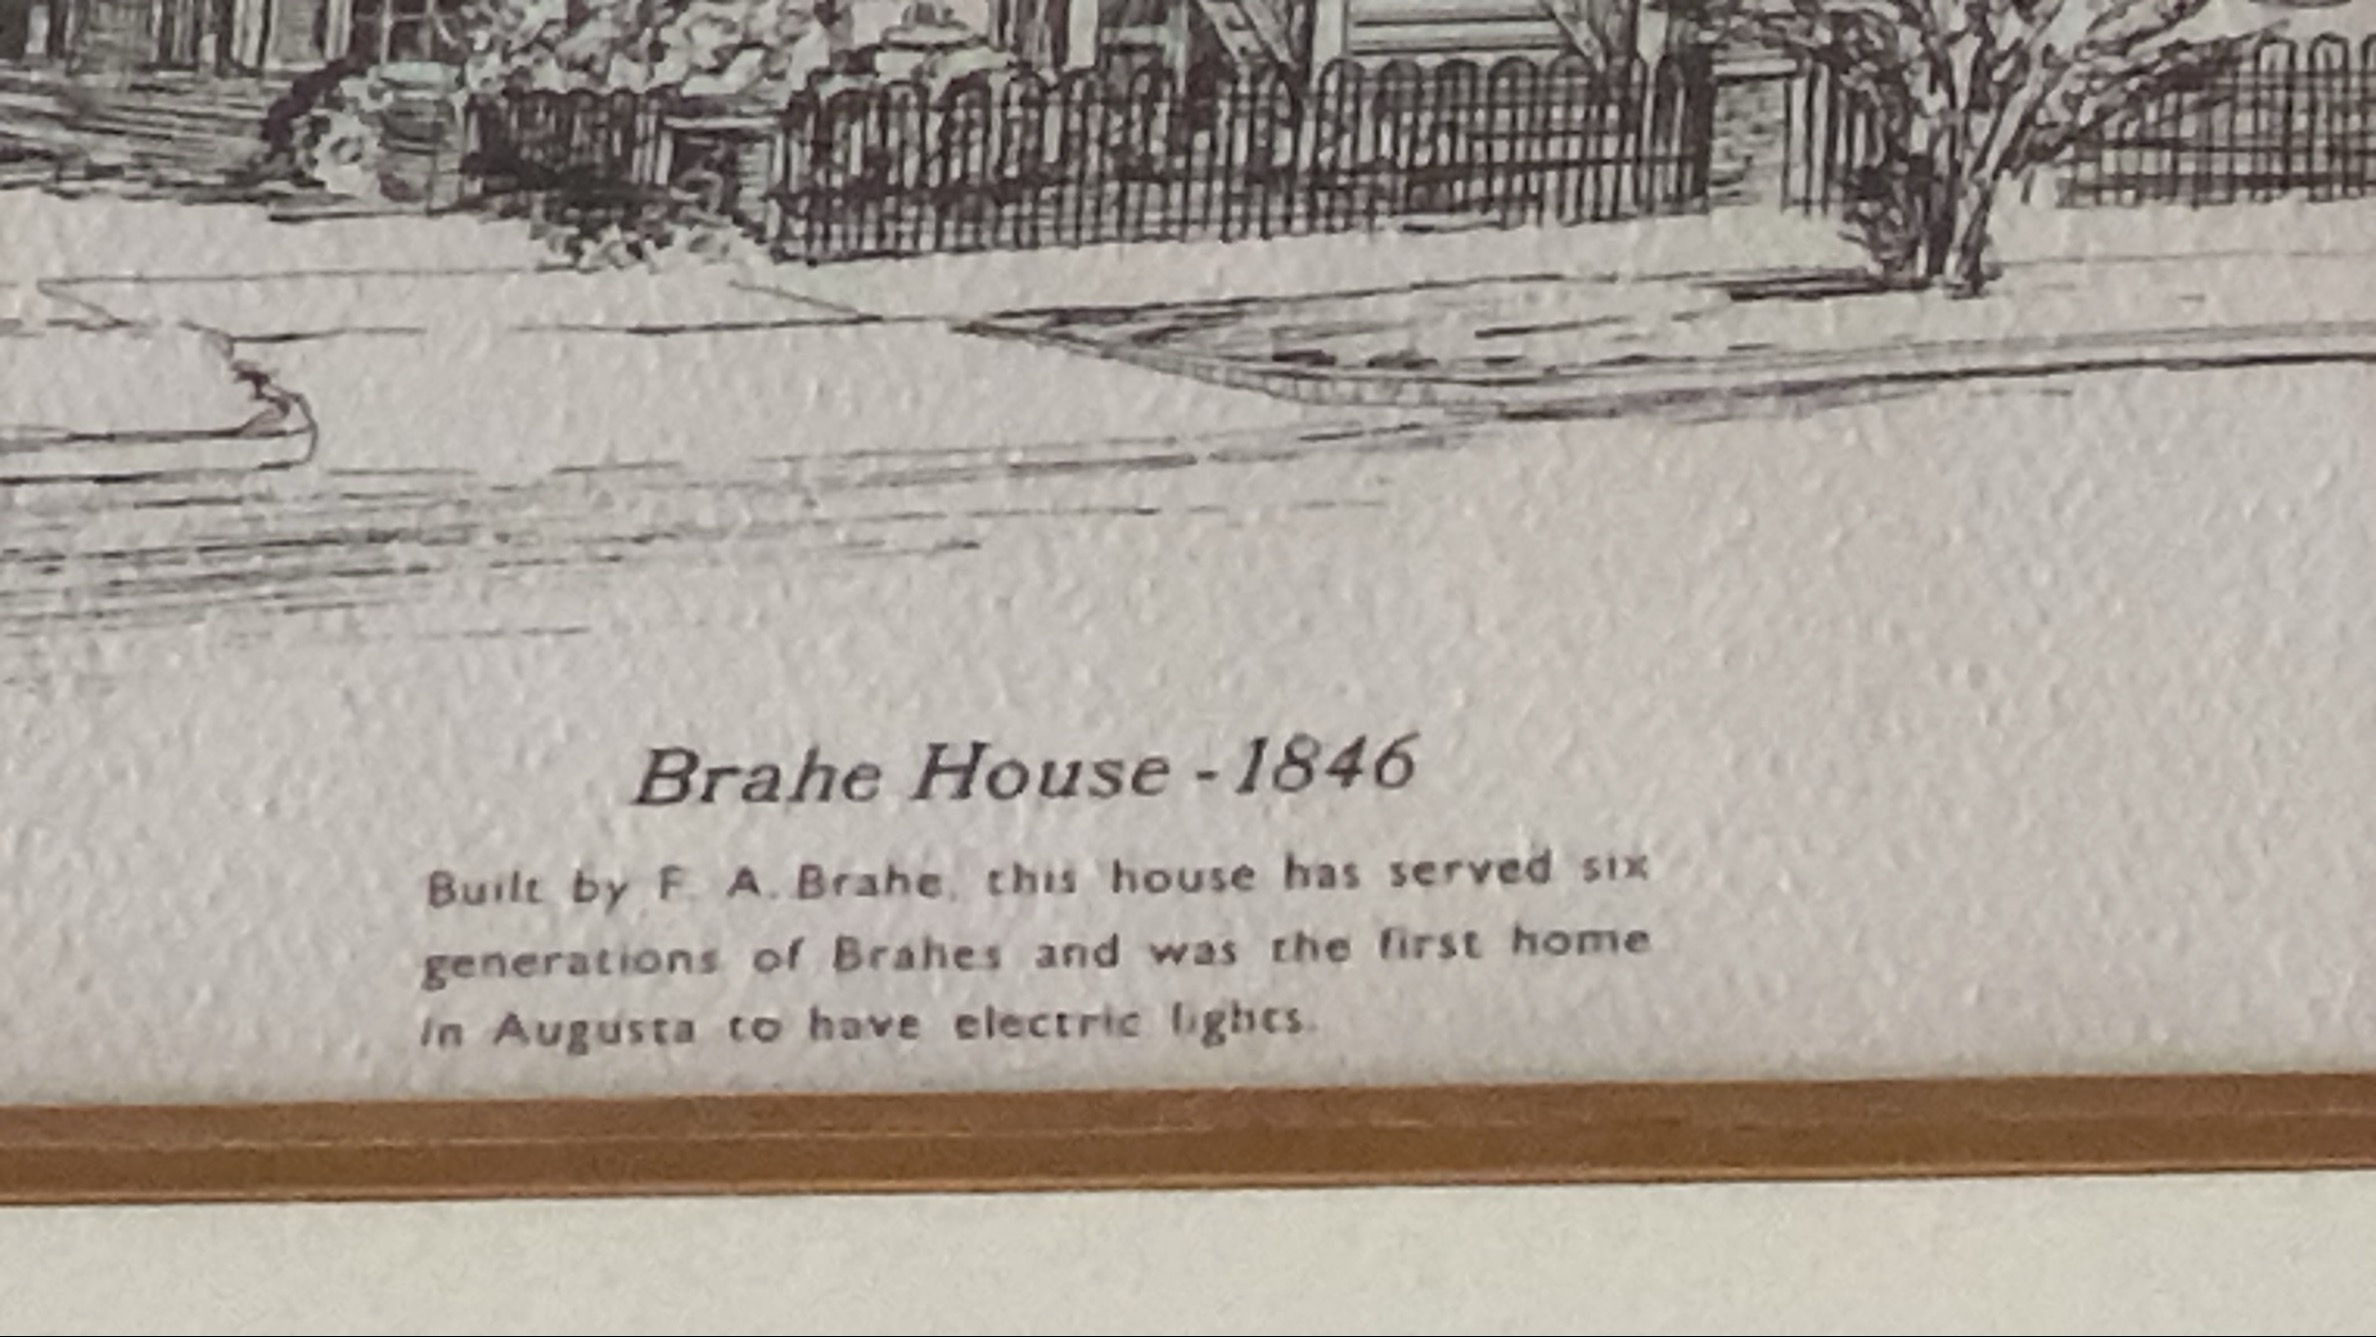 Brahe House - 1846
Built by F. A. Brahe, this house has served six
generations of Brahes and was the first home
in Augusta to have electric lights.